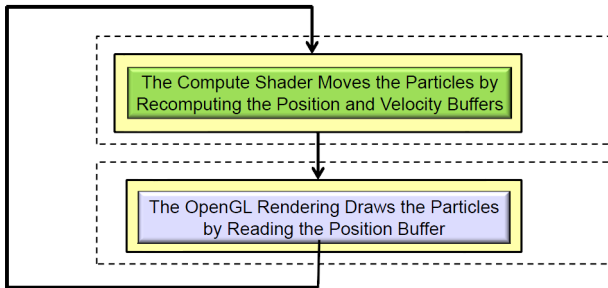 The Compute Shader Moves the Particles by
Recomputing the Position and Velocity Buffers
The OpenGL Rendering Draws the Particles
by Reading the Position Buffer